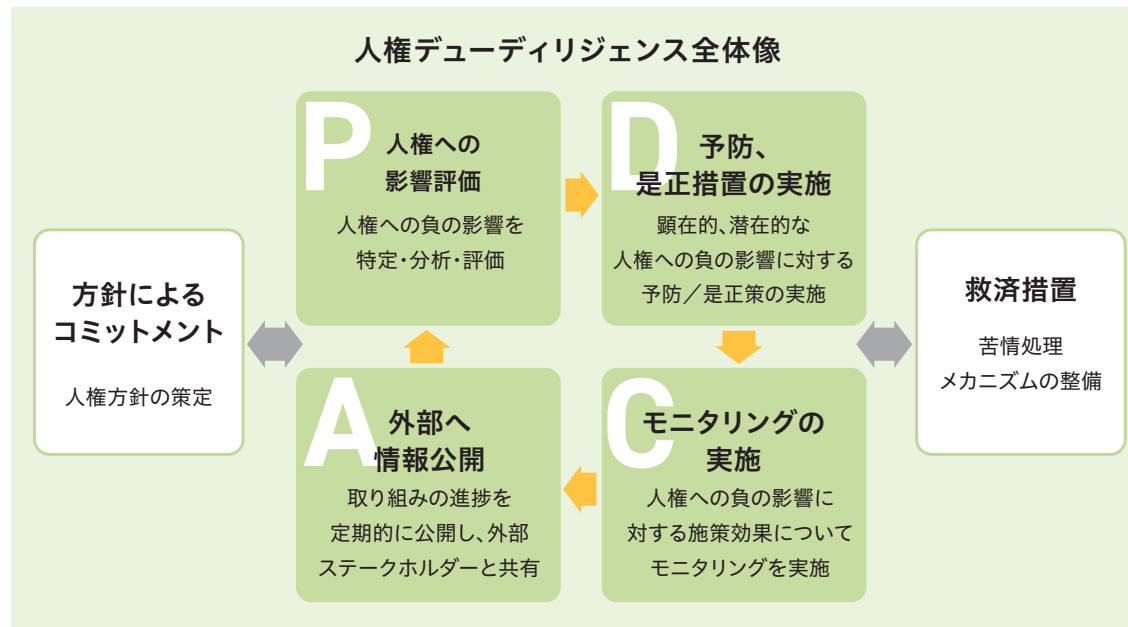 人権デューディリジェンス全体像
方針による
コミットメント
人権方針の策定
P
人権への
影響評価
人権への負の影響を
特定・分析・評価
D
予防、
是正措置の実施
顕在的、潜在的な
人権への負の影響に対する
予防／是正策の実施
C
モニタリングの
実施
人権への負の影響に
対する施策効果について
モニタリングを実施
A
外部へ
情報公開
取り組みの進捗を
定期的に公開し、外部
ステークホルダーと共有
救済措置
苦情処理
メカニズムの整備